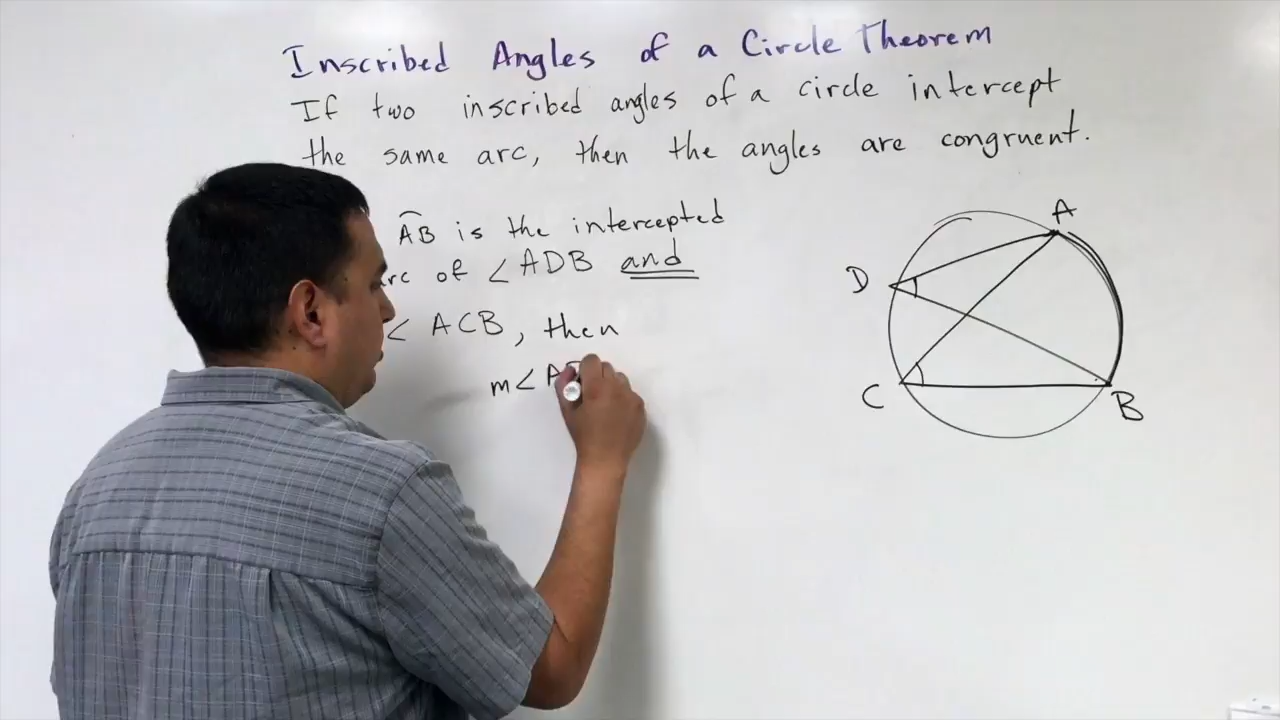 Inscribed Angles of a Circle Theorem
If two inscribed angles of a circle intercept
the same arc, then the angles are congruent.
A͡B is the intercepted
arc of ∠ADB and
∠ACB, then
m∠A
A
D
C
B